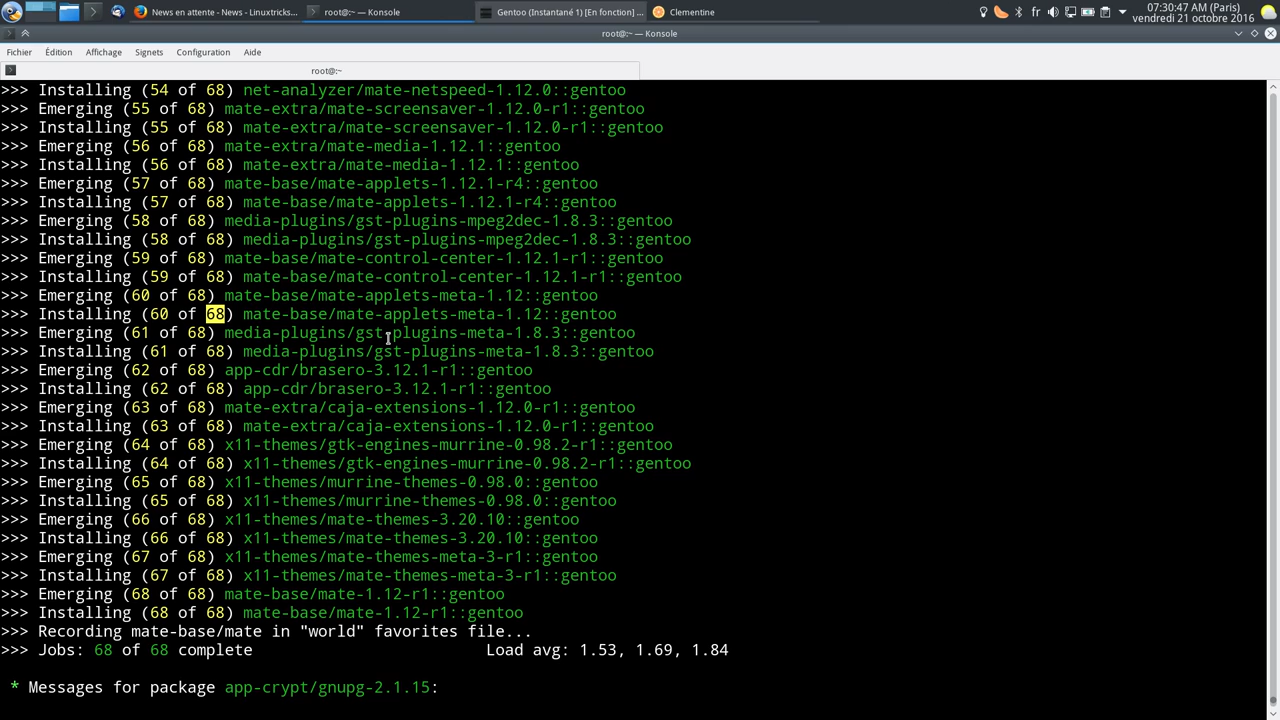 News en attente - News - Linuxtricks...
root@:~ — Konsole
Gentoo (Instantané 1) [En fonction] ...
Clementine
fr
07:30:47 AM (Paris)
vendredi 21 octobre 2016
root@:~ — Konsole
Fichier Édition Affichage Signets Configuration Aide
root@:~
>>> Installing (54 of 68) net-analyzer/mate-netspeed-1.12.0::gentoo
>>> Emerging (55 of 68) mate-extra/mate-screensaver-1.12.0-r1::gentoo
>>> Installing (55 of 68) mate-extra/mate-screensaver-1.12.0-r1::gentoo
>>> Emerging (56 of 68) mate-extra/mate-media-1.12.1::gentoo
>>> Installing (56 of 68) mate-extra/mate-media-1.12.1::gentoo
>>> Emerging (57 of 68) mate-base/mate-applets-1.12.1-r4::gentoo
>>> Installing (57 of 68) mate-base/mate-applets-1.12.1-r4::gentoo
>>> Emerging (58 of 68) media-plugins/gst-plugins-mpeg2dec-1.8.3::gentoo
>>> Installing (58 of 68) media-plugins/gst-plugins-mpeg2dec-1.8.3::gentoo
>>> Emerging (59 of 68) mate-base/mate-control-center-1.12.1-r1::gentoo
>>> Installing (59 of 68) mate-base/mate-control-center-1.12.1-r1::gentoo
>>> Emerging (60 of 68) mate-base/mate-applets-meta-1.12::gentoo
>>> Installing (60 of 68) mate-base/mate-applets-meta-1.12::gentoo
>>> Emerging (61 of 68) media-plugins/gst-plugins-meta-1.8.3::gentoo
>>> Installing (61 of 68) media-plugins/gst-plugins-meta-1.8.3::gentoo
>>> Emerging (62 of 68) app-cdr/brasero-3.12.1-r1::gentoo
>>> Installing (62 of 68) app-cdr/brasero-3.12.1-r1::gentoo
>>> Emerging (63 of 68) mate-extra/caja-extensions-1.12.0-r1::gentoo
>>> Installing (63 of 68) mate-extra/caja-extensions-1.12.0-r1::gentoo
>>> Emerging (64 of 68) x11-themes/gtk-engines-murrine-0.98.2-r1::gentoo
>>> Installing (64 of 68) x11-themes/gtk-engines-murrine-0.98.2-r1::gentoo
>>> Emerging (65 of 68) x11-themes/murrine-themes-0.98.0::gentoo
>>> Installing (65 of 68) x11-themes/murrine-themes-0.98.0::gentoo
>>> Emerging (66 of 68) x11-themes/mate-themes-3.20.10::gentoo
>>> Installing (66 of 68) x11-themes/mate-themes-3.20.10::gentoo
>>> Emerging (67 of 68) x11-themes/mate-themes-meta-3-r1::gentoo
>>> Installing (67 of 68) x11-themes/mate-themes-meta-3-r1::gentoo
>>> Emerging (68 of 68) mate-base/mate-1.12-r1::gentoo
>>> Installing (68 of 68) mate-base/mate-1.12-r1::gentoo
>>> Recording mate-base/mate in "world" favorites file...
>>> Jobs: 68 of 68 complete Load avg: 1.53, 1.69, 1.84
* Messages for package app-crypt/gnupg-2.1.15: